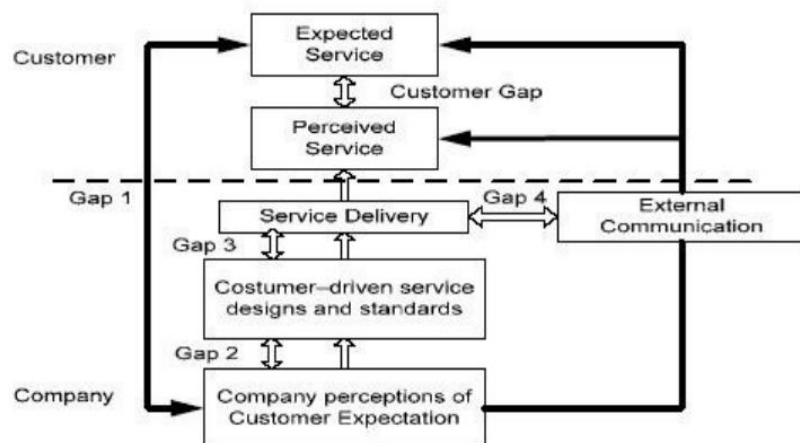 Expected
Service
Customer
Customer Gap
Perceived
Service
Gap 1
Service Delivery
Gap 4
External
Communication
Gap 3
Costumer–driven service
designs and standards
Gap 2
Company
Company perceptions of
Customer Expectation